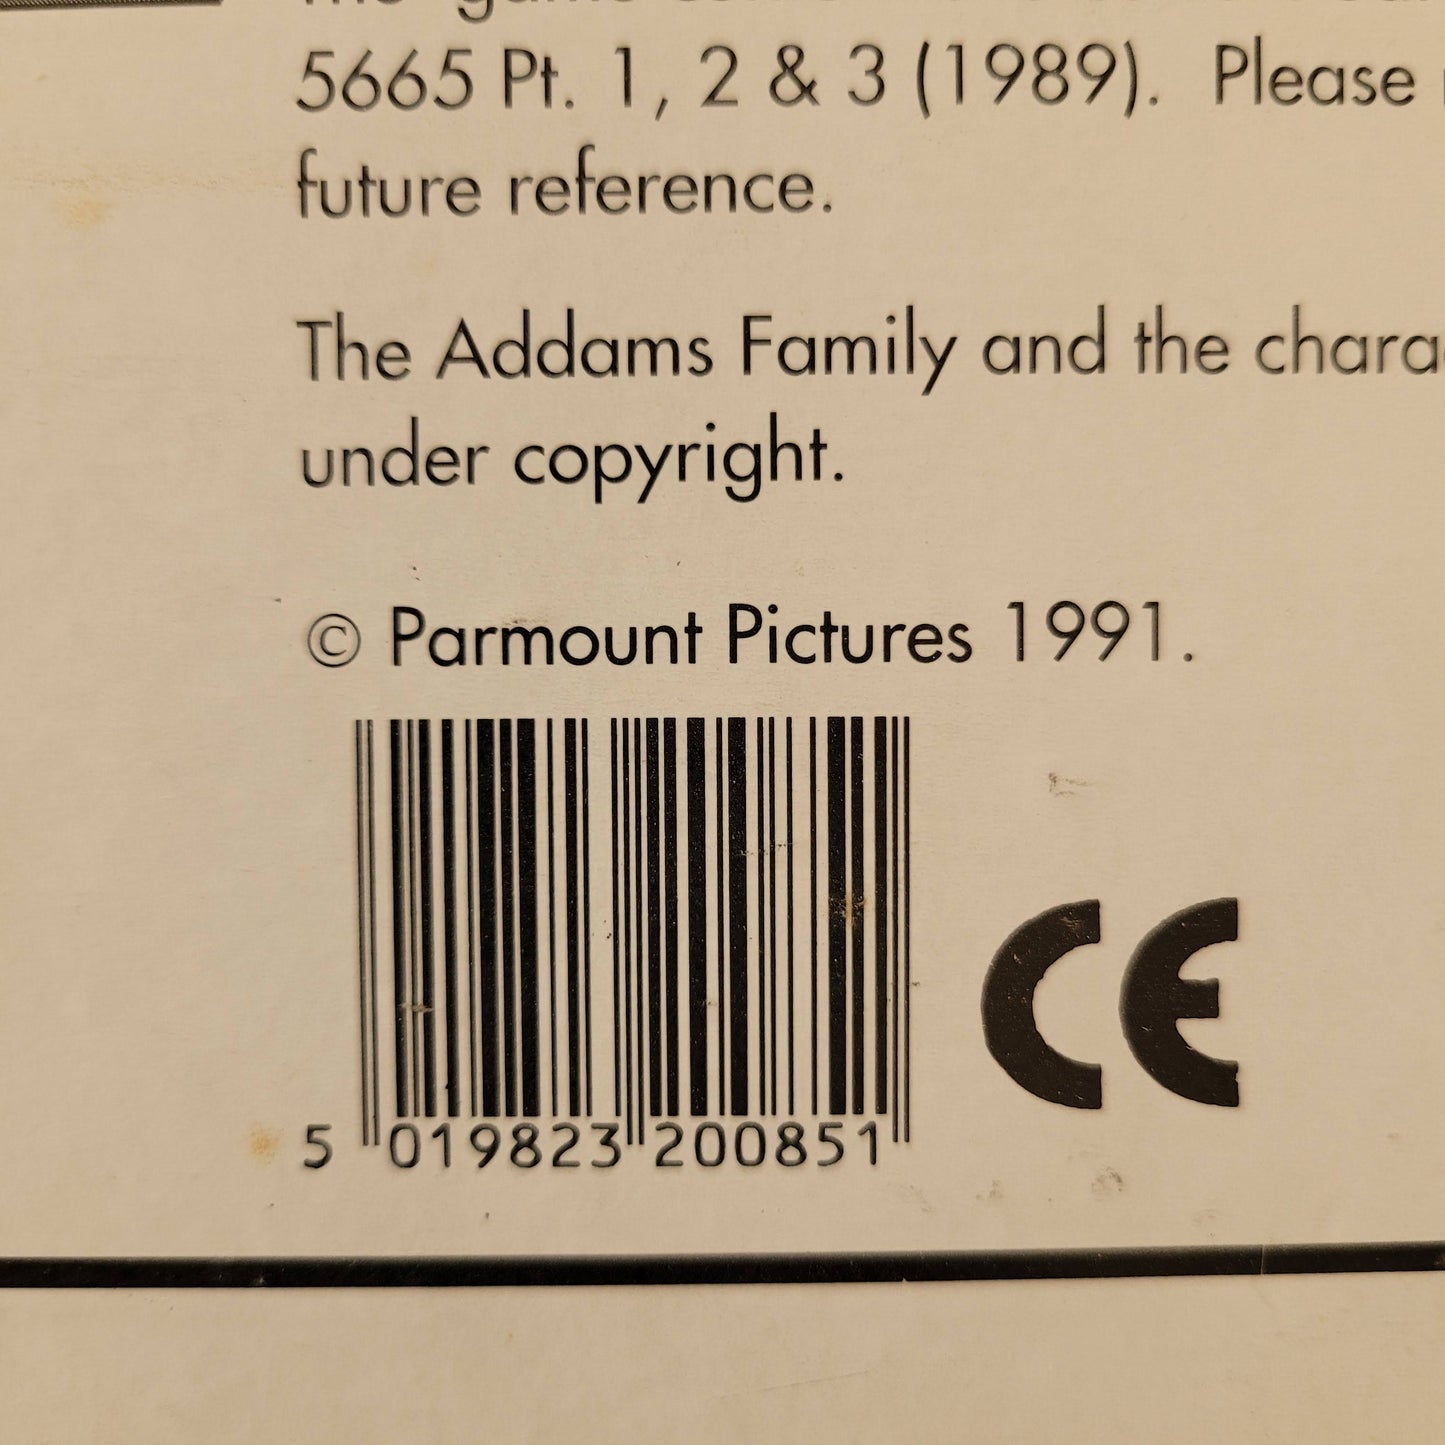 5665 Pt. 1, 2 & 3 (1989). Please
future reference.
The Addams Family and the
under copyright.
© Parmount Pictures 1991.
5 019823 200851
CE